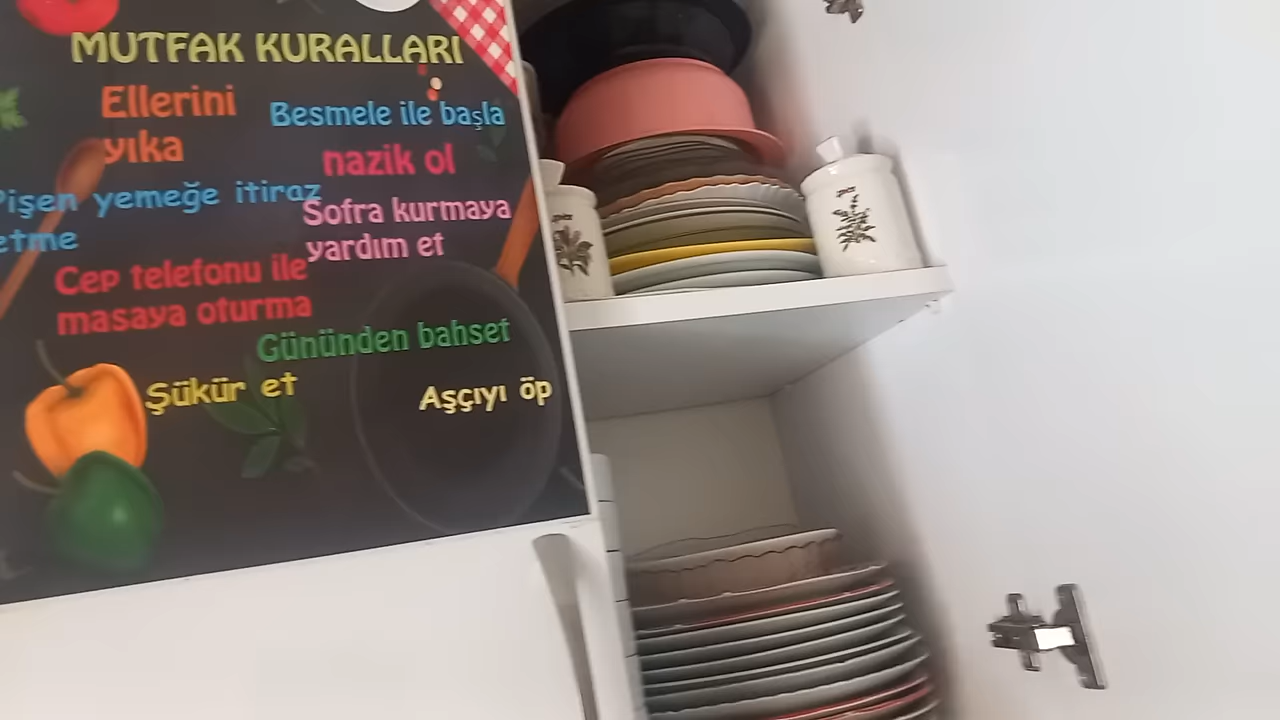 MUTFAK KURALLARI
Ellerini
yıka
Besmele ile başla
nazik ol
Pişen yemeğe itiraz
etme
Sofra kurmaya
yardım et
Cep telefonu ile
masaya oturma
Gününden bahset
Şükür et
Aşçıyı öp